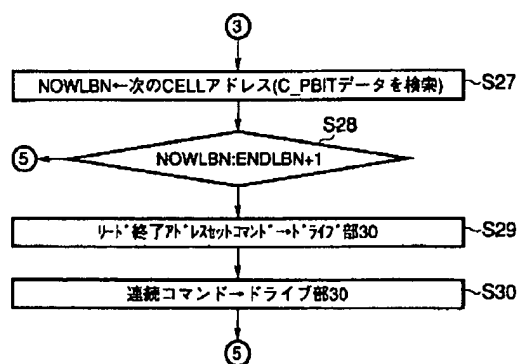 ③
NOWLBN←次のCELLアドレス(C_PBITデータを検索)
S27
S28
⑤
NOWLBN:ENDLBN+1
ﾘｰﾄﾞ終了ｱﾄﾞﾚｽｾｯﾄｺﾏﾝﾄﾞ→ﾄﾞﾗｲﾌﾞ部30
S29
連続コマンド→ドライブ部30
S30
⑤